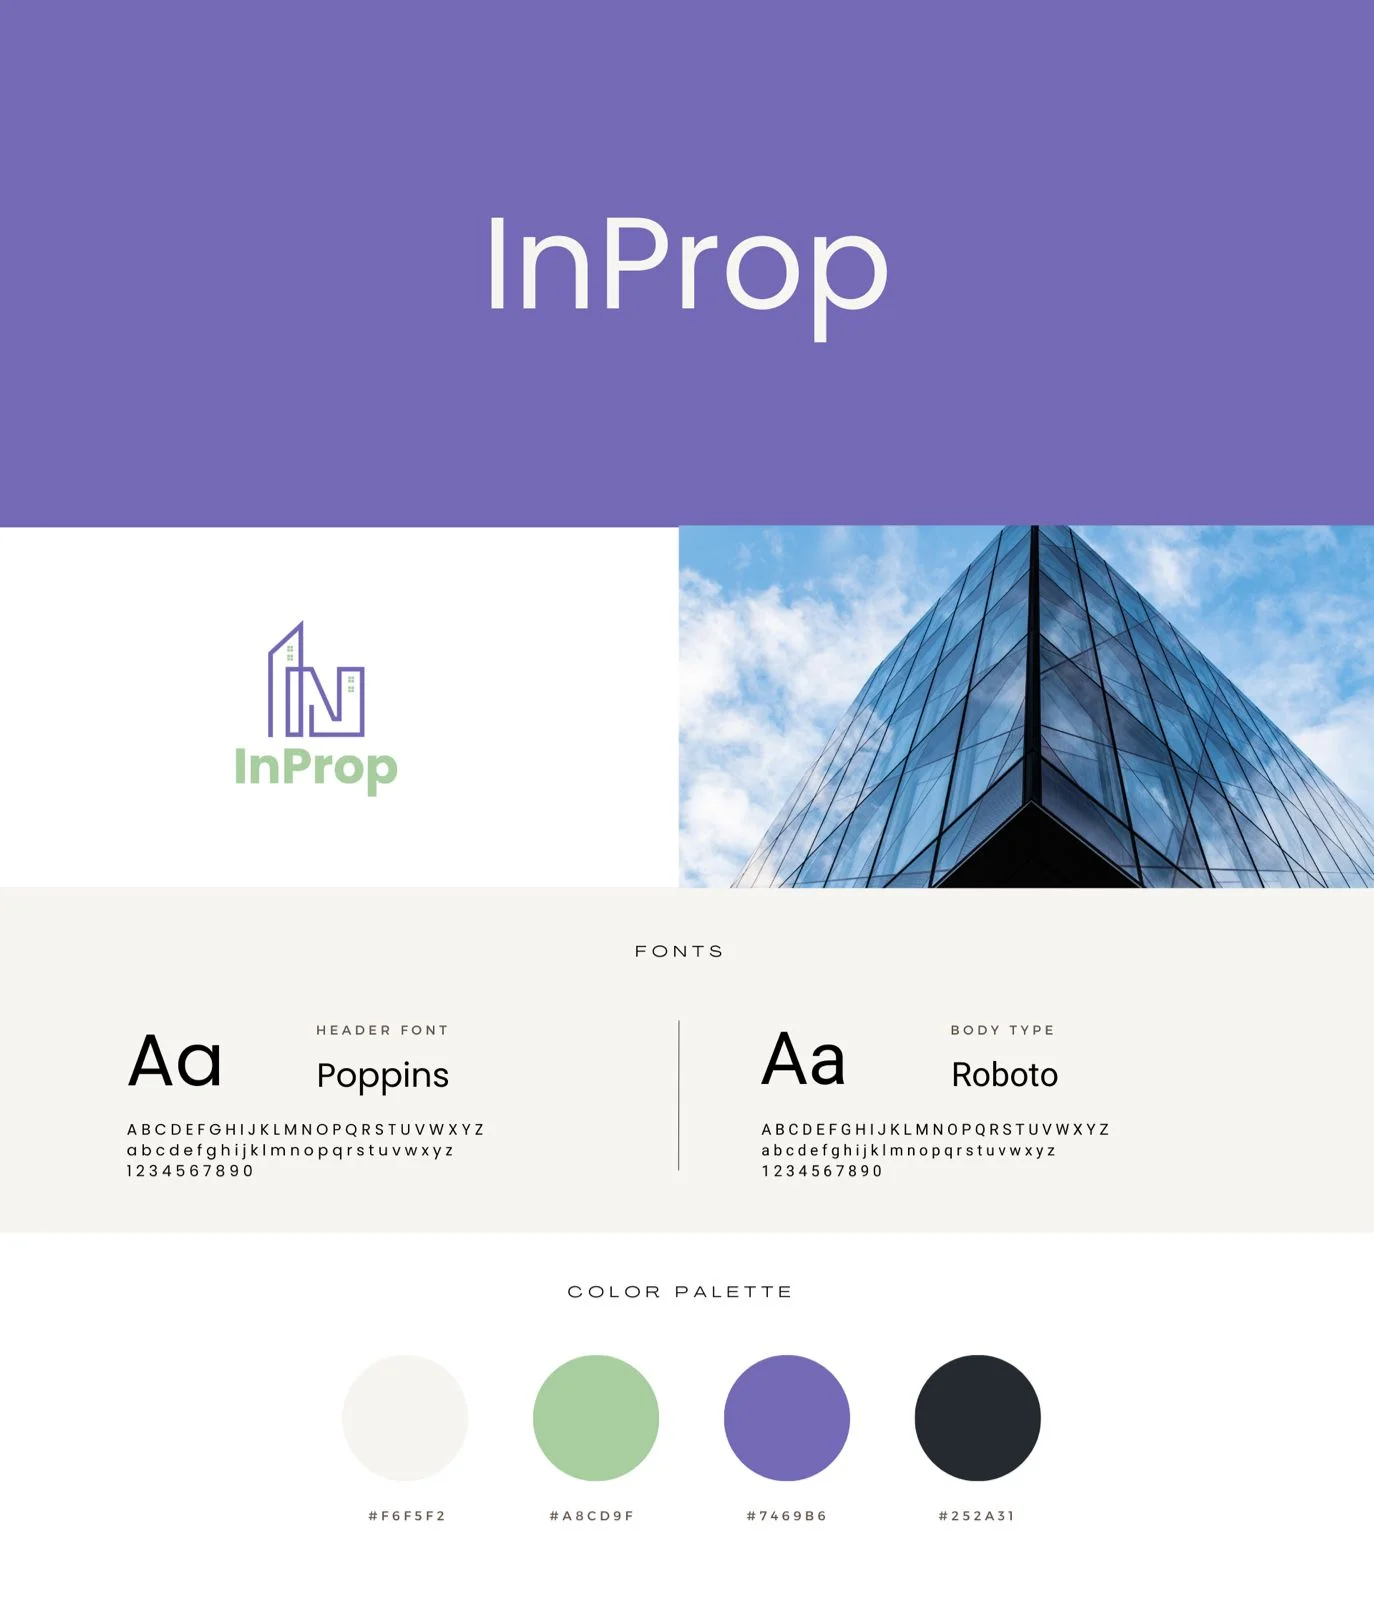 InProp
IN
InProp
FONTS
Aa
HEADER FONT
Poppins
ABCDEFGHIJKLMNOPQRSTUVWXYZ
abcdefghijklmnopqrstuvwxyz
1234567890
Aa
BODY TYPE
Roboto
ABCDEFGHIJKLMNOPQRSTUVWXYZ
abcdefghijklmnopqrstuvwxyz
1234567890
COLOR PALETTE
#F6F5F2
#A8CD9F
#7469B6
#252A31